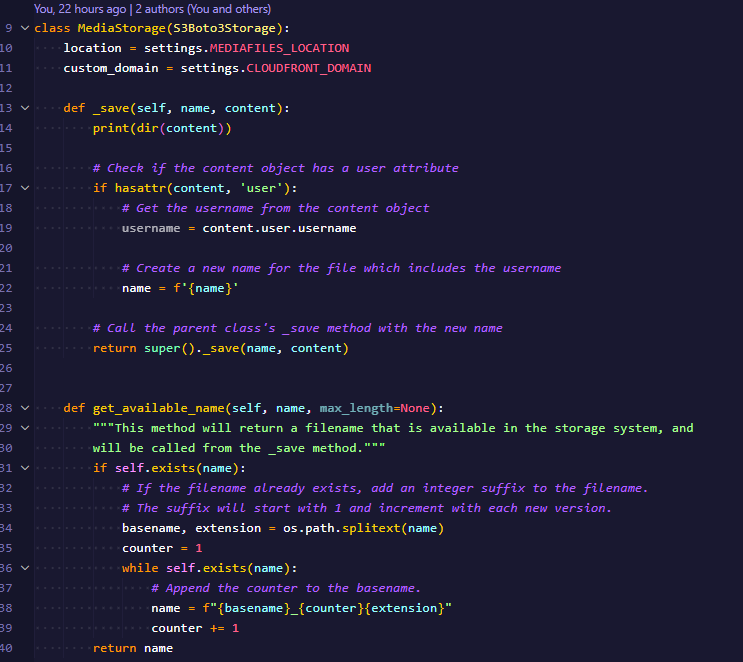 You, 22 hours ago | 2 authors (You and others)
9 class MediaStorage(S3Boto3Storage):
10 location = settings.MEDIAFILES_LOCATION
11 custom_domain = settings.CLOUDFRONT_DOMAIN
12
13 def _save(self, name, content):
14 print(dir(content))
15
16 # Check if the content object has a user attribute
17 if hasattr(content, 'user'):
18 # Get the username from the content object
19 username = content.user.username
20
21 # Create a new name for the file which includes the username
22 name = f'{name}'
23
24 # Call the parent class's _save method with the new name
25 return super()._save(name, content)
26
27
28 def get_available_name(self, name, max_length=None):
29 """This method will return a filename that is available in the storage system, and
30 will be called from the _save method."""
31 if self.exists(name):
32 # If the filename already exists, add an integer suffix to the filename.
33 # The suffix will start with 1 and increment with each new version.
34 basename, extension = os.path.splitext(name)
35 counter = 1
36 while self.exists(name):
37 # Append the counter to the basename.
38 name = f"{basename}_{counter}{extension}"
39 counter += 1
40 return name